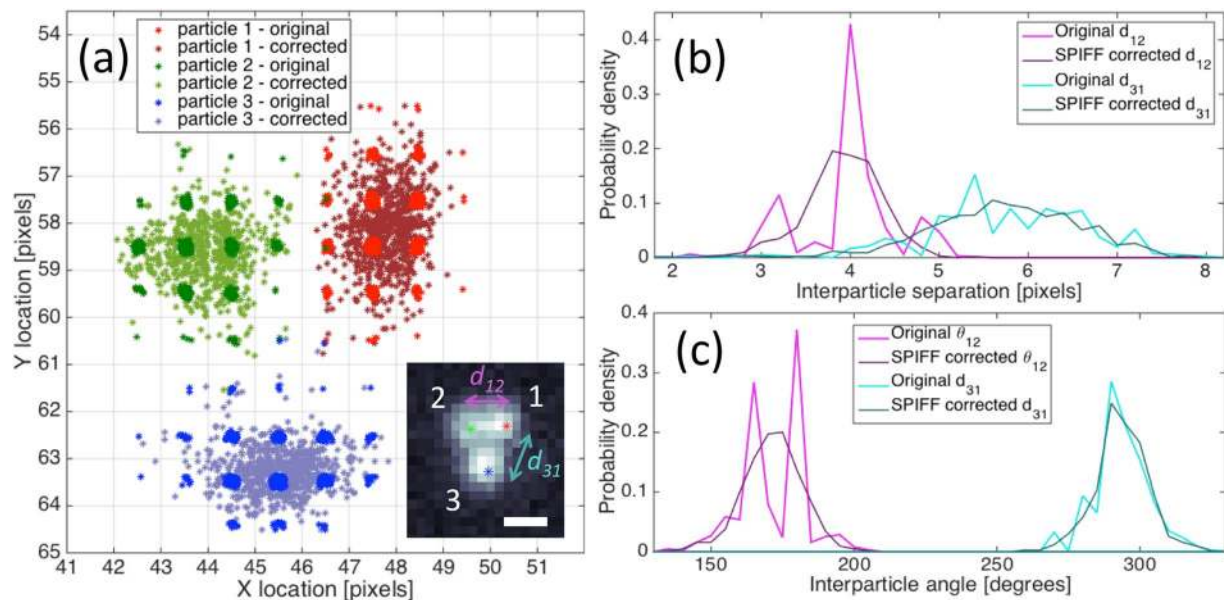 (a)
particle 1 - original
particle 1 - corrected
particle 2 - original
particle 2 - corrected
particle 3 - original
particle 3 - corrected
53.5
55
56
57
58
59
60
61
62
63
64
65
Y location [pixels]
41 42 43 44 45 46 47 48 49 50 51
X location [pixels]
d12
2 1
d31
3
(b)
Original d12
SPIFF corrected d12
Original d31
SPIFF corrected d31
0.4
0.3
0.2
0.1
0
Probability density
2 3 4 5 6 7 8
Interparticle separation [pixels]
(c)
Original θ12
SPIFF corrected θ12
Original d31
SPIFF corrected d31
0.4
0.3
0.2
0.1
0
Probability density
150 200 250 300
Interparticle angle [degrees]